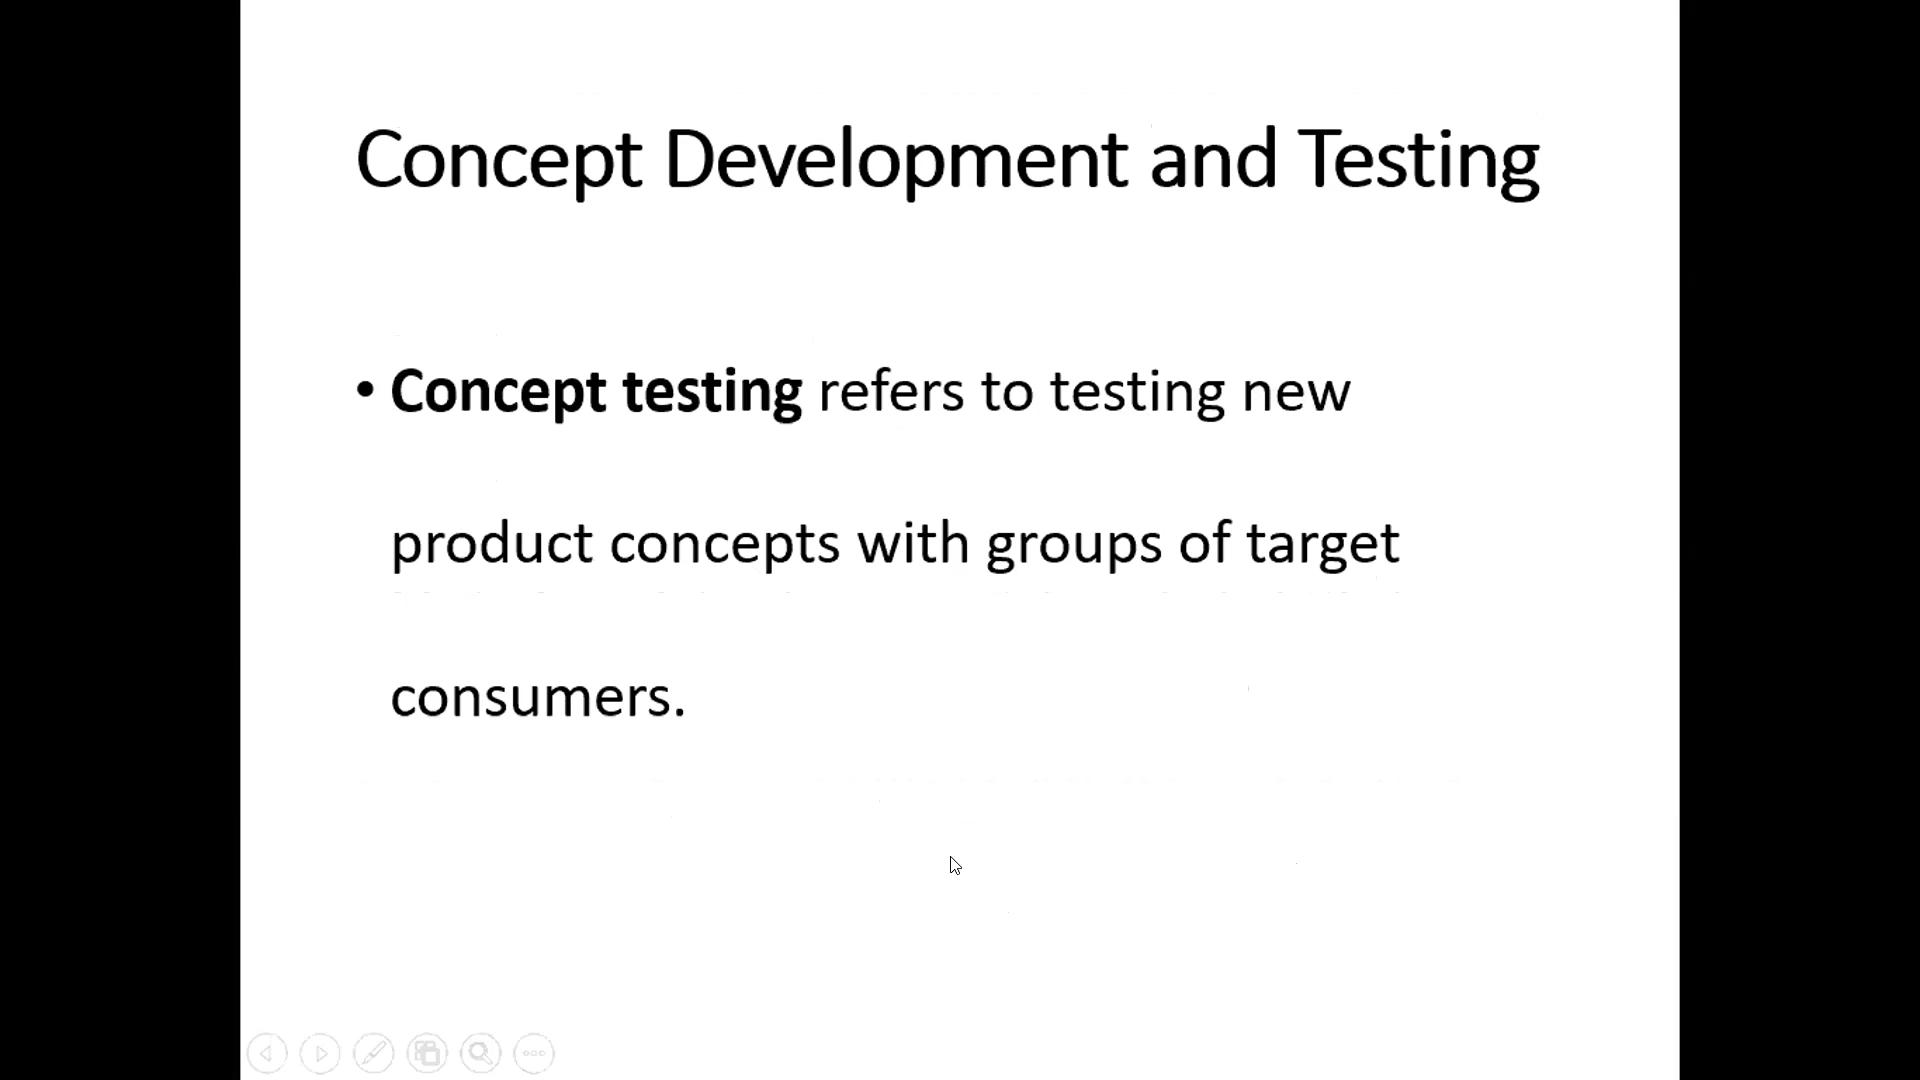 Concept Development and Testing
• Concept testing refers to testing new
product concepts with groups of target
consumers.